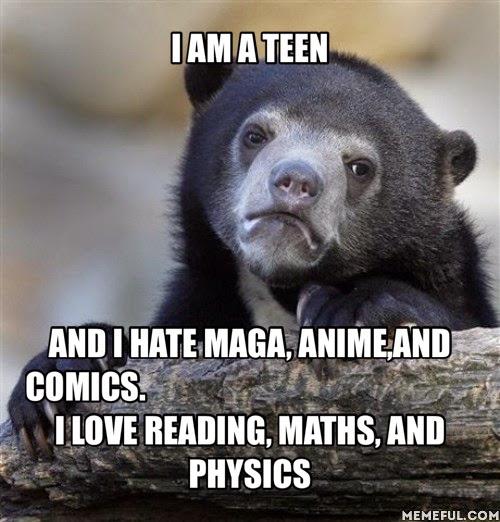 I AM A TEEN
AND I HATE MAGA, ANIME,AND
COMICS.
I LOVE READING, MATHS, AND
PHYSICS
MEMEFUL.COM